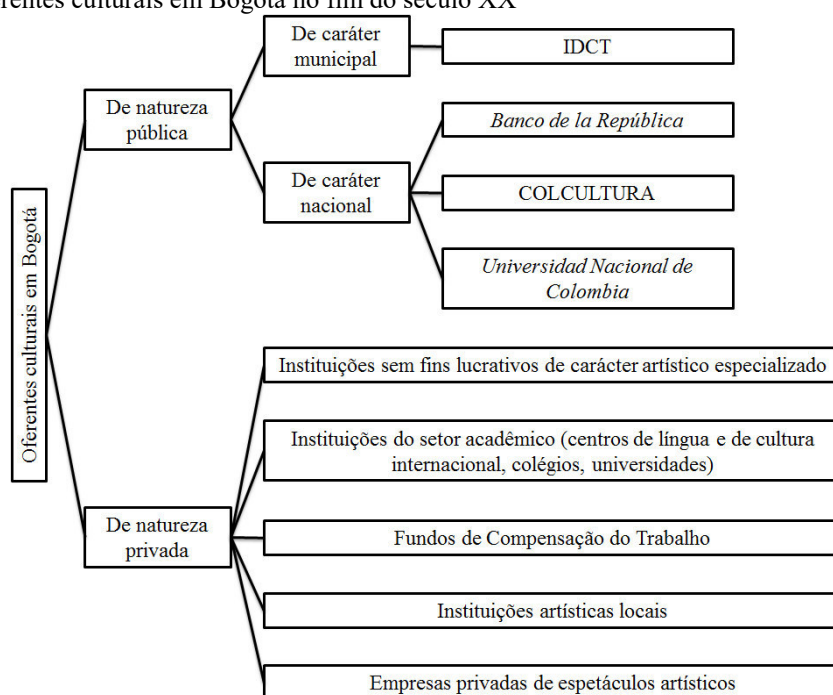 erentes culturais em Bogotá no fim do século XX
Oferentes culturais em Bogotá
De natureza
pública
De caráter
municipal
IDCT
De caráter
nacional
Banco de la República
COLCULTURA
Universidad Nacional de
Colombia
De natureza
privada
Instituições sem fins lucrativos de carácter artístico especializado
Instituições do setor acadêmico (centros de língua e de cultura
internacional, colégios, universidades)
Fundos de Compensação do Trabalho
Instituições artísticas locais
Empresas privadas de espetáculos artísticos